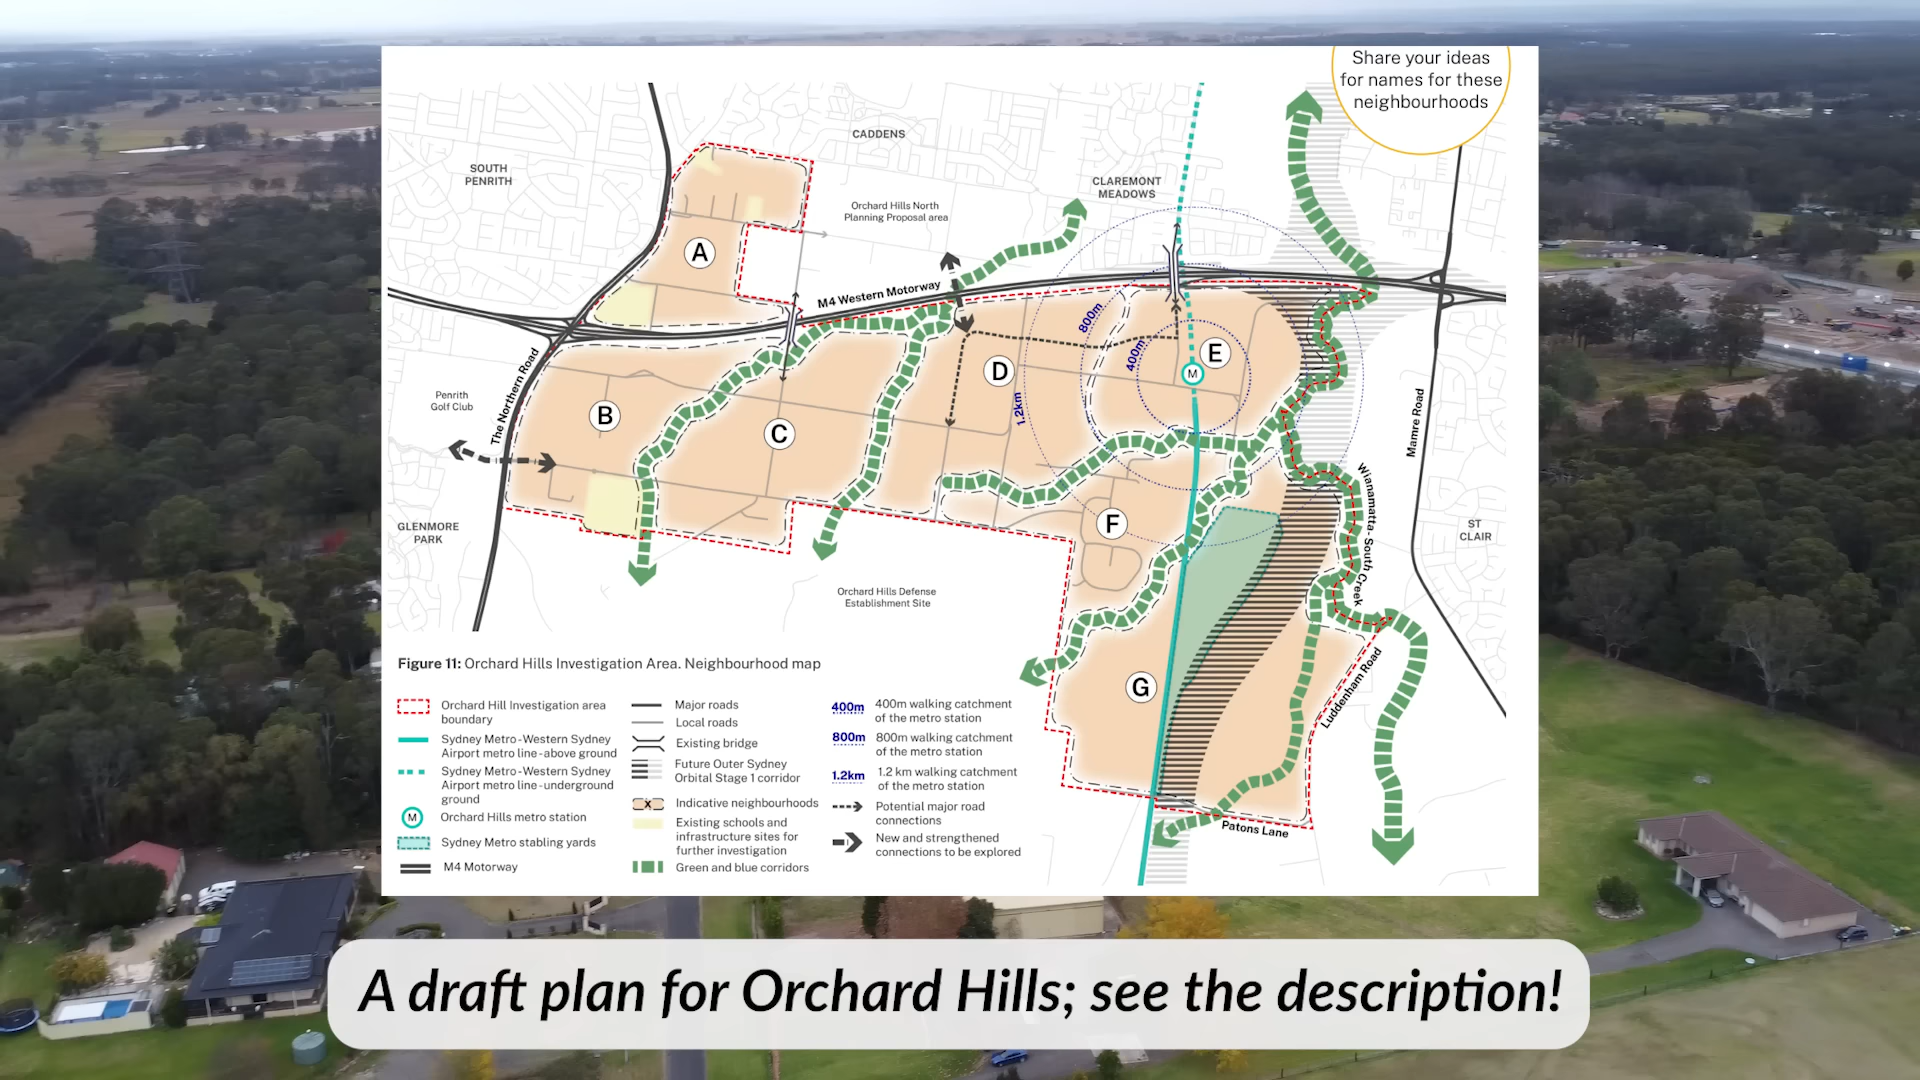 Share your ideas
for names for these
neighbourhoods
CADDENS
SOUTH
PENRITH
CLAREMONT
MEADOWS
Orchard Hills North
Planning Proposal area
A
M4 Western Motorway
800m
400m
E
M
D
1.2km
The Northern Road
Penrith
Golf Club
B
C
Mamre Road
Wianamatta-South Creek
GLENMORE
PARK
F
ST
CLAIR
Orchard Hills Defense
Establishment Site
G
Luddenham Road
Patons Lane
Figure 11: Orchard Hills Investigation Area. Neighbourhood map
Orchard Hill Investigation area
boundary
Sydney Metro-Western Sydney
Airport metro line-above ground
Sydney Metro-Western Sydney
Airport metro line-underground
ground
M
Orchard Hills metro station
Sydney Metro stabling yards
M4 Motorway
Major roads
Local roads
Existing bridge
Future Outer Sydney
Orbital Stage 1 corridor
X
Indicative neighbourhoods
Existing schools and
infrastructure sites for
further investigation
Green and blue corridors
400m
400m walking catchment
of the metro station
800m
800m walking catchment
of the metro station
1.2km
1.2 km walking catchment
of the metro station
Potential major road
connections
New and strengthened
connections to be explored
A draft plan for Orchard Hills; see the description!